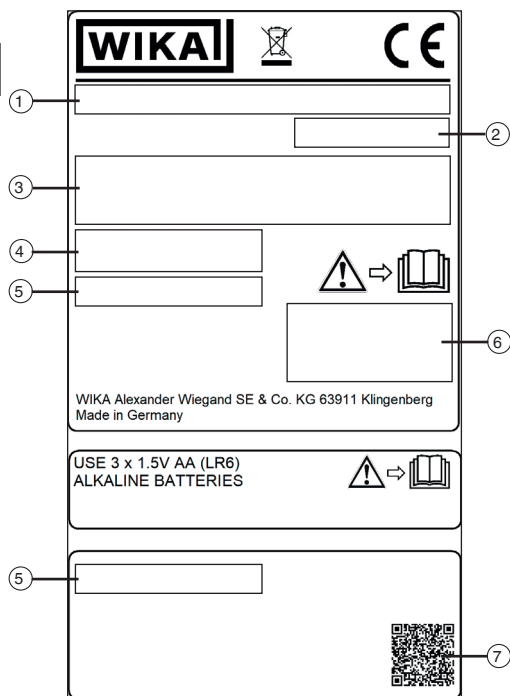 WIKA
CE
1
2
3
4
5
6
WIKA Alexander Wiegand SE & Co. KG 63911 Klingenberg
Made in Germany
USE 3 x 1.5V AA (LR6)
ALKALINE BATTERIES
5
7